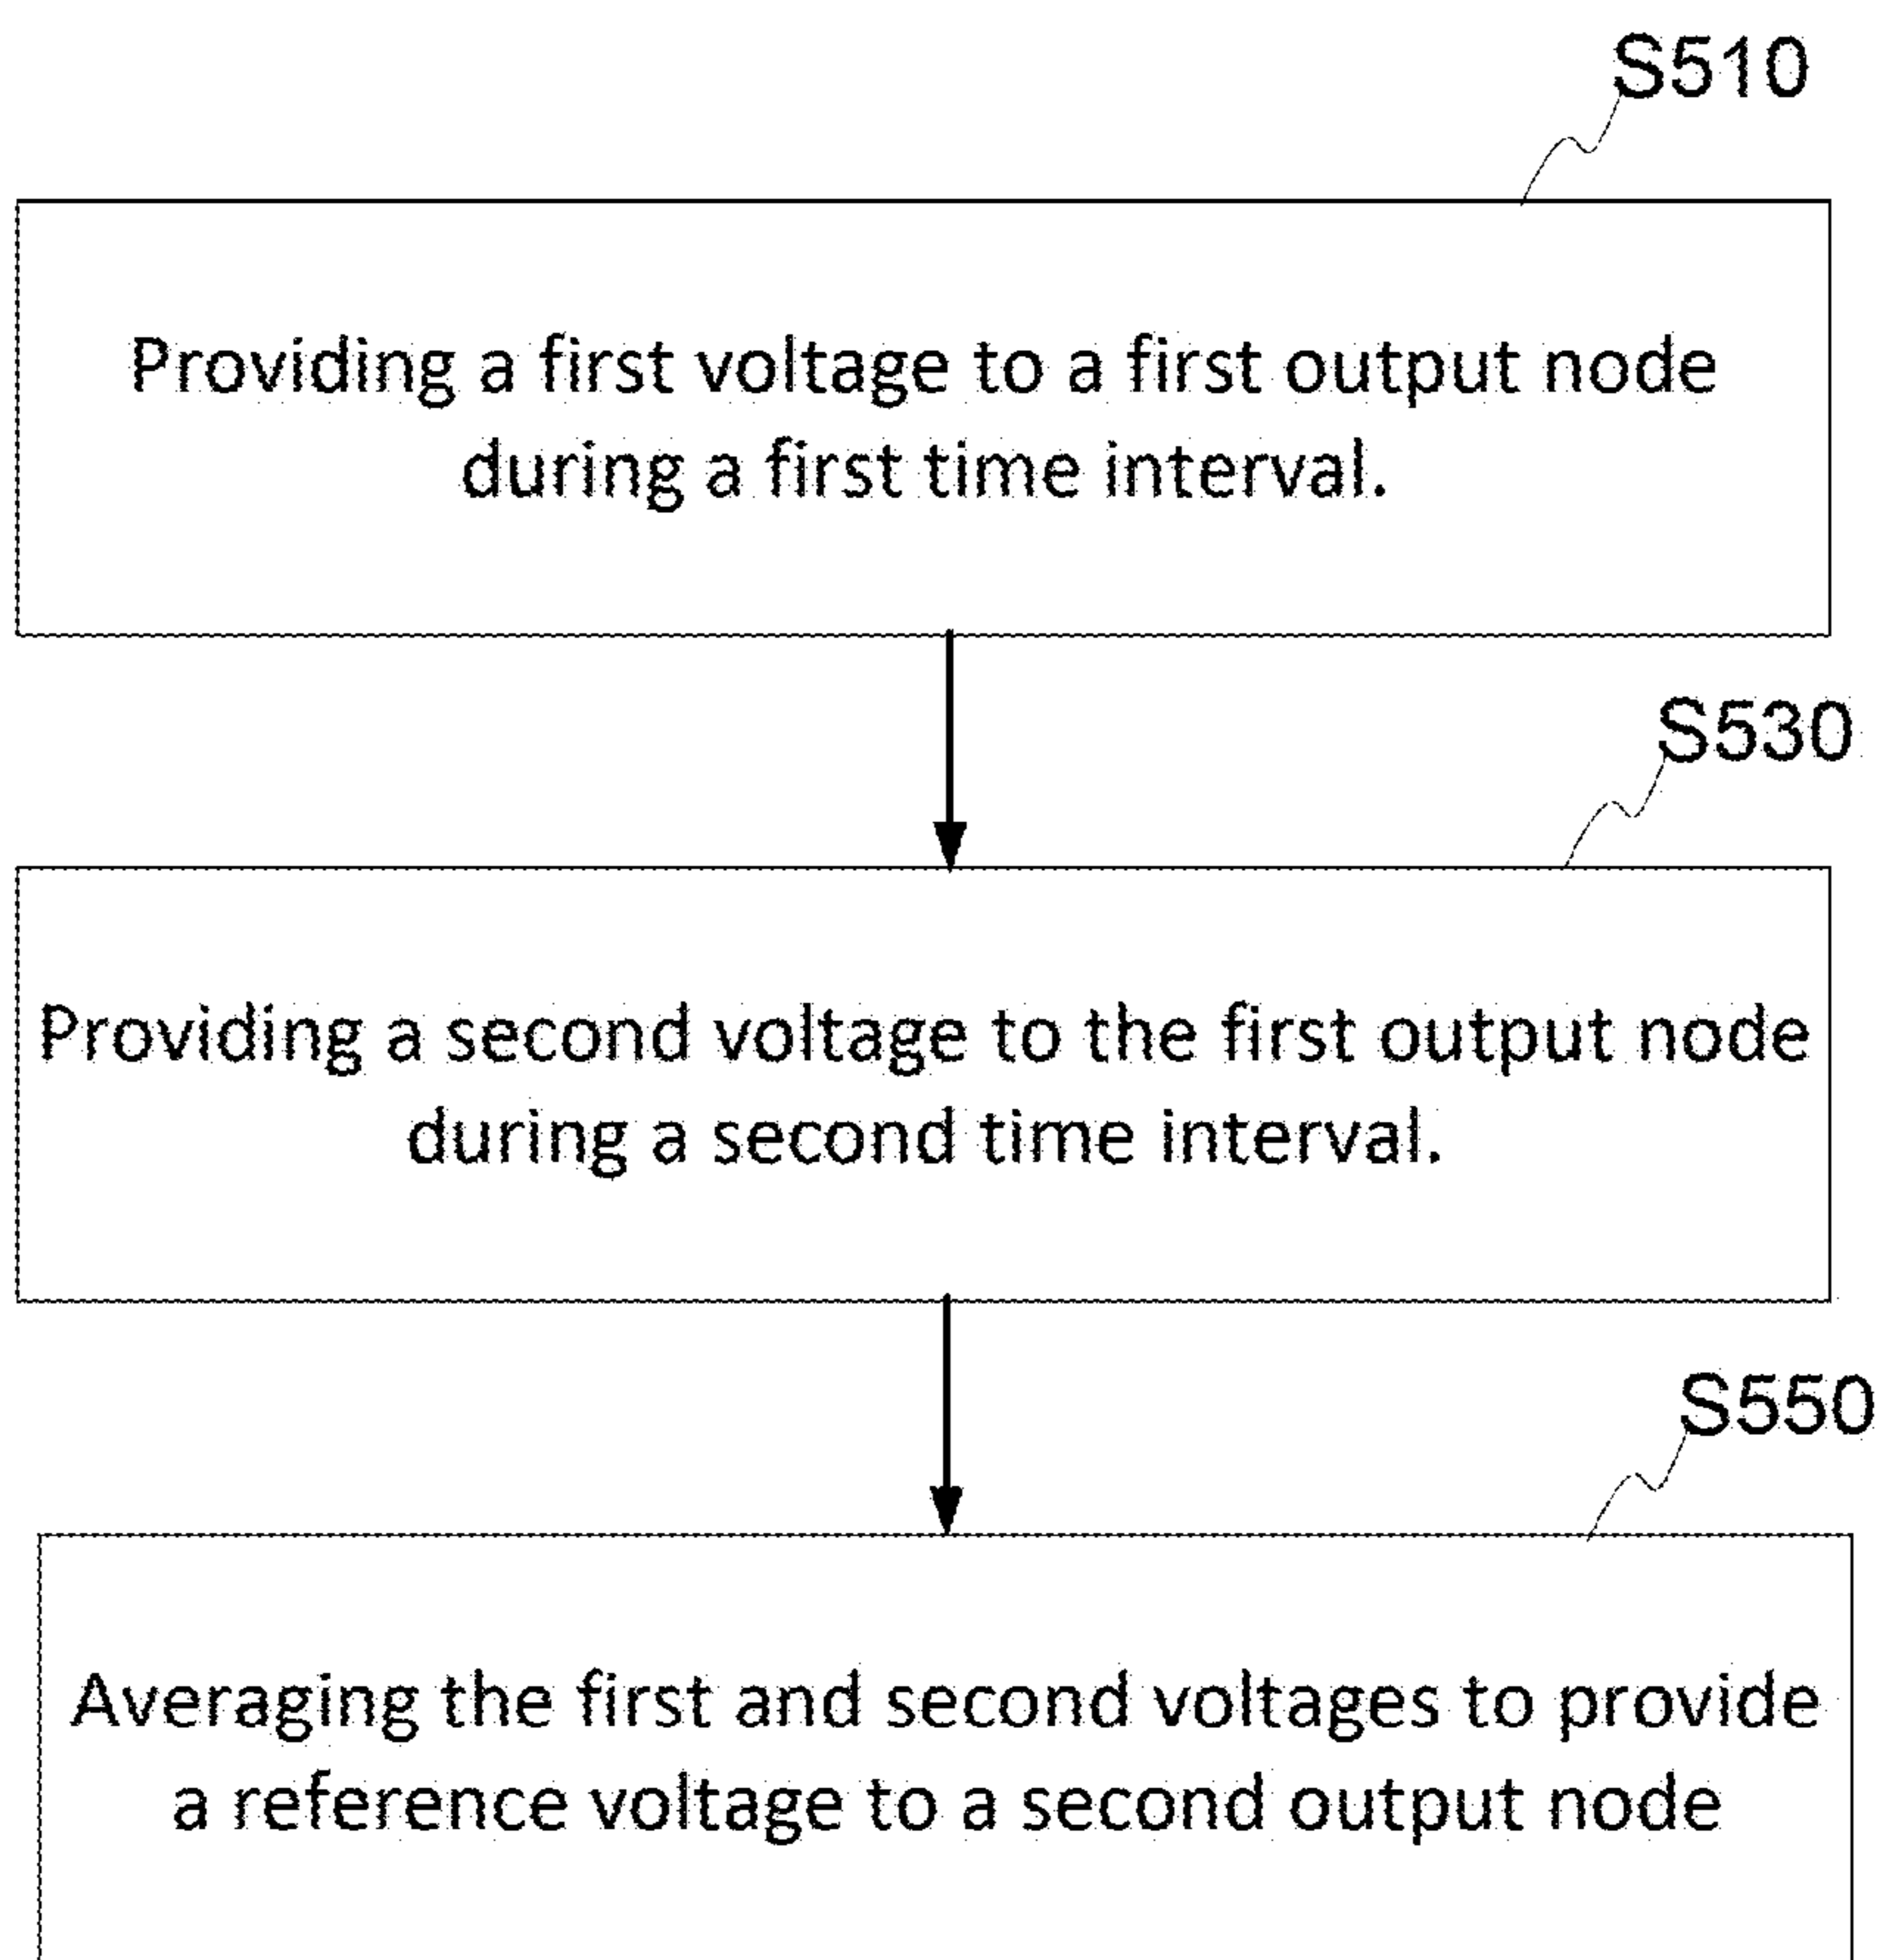 S510
Providing a first voltage to a first output node
during a first time interval.
S530
Providing a second voltage to the first output node
during a second time interval.
S550
Averaging the first and second voltages to provide
a reference voltage to a second output node